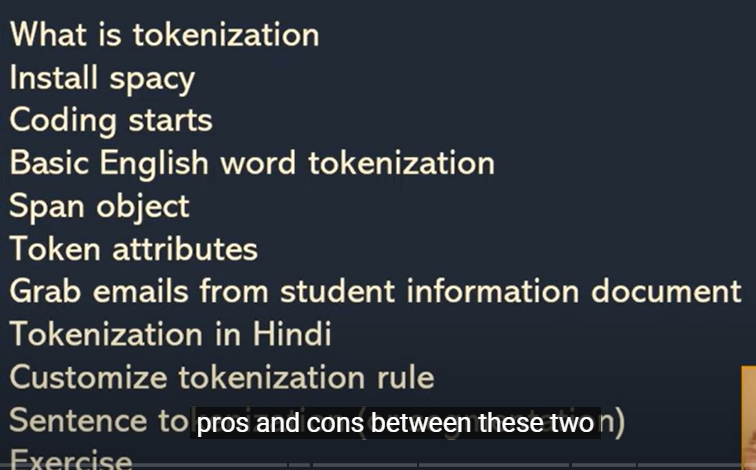 What is tokenization
Install spacy
Coding starts
Basic English word tokenization
Span object
Token attributes
Grab emails from student information document
Tokenization in Hindi
Customize tokenization rule
Sentence to n)
pros and cons between these two
Exercise